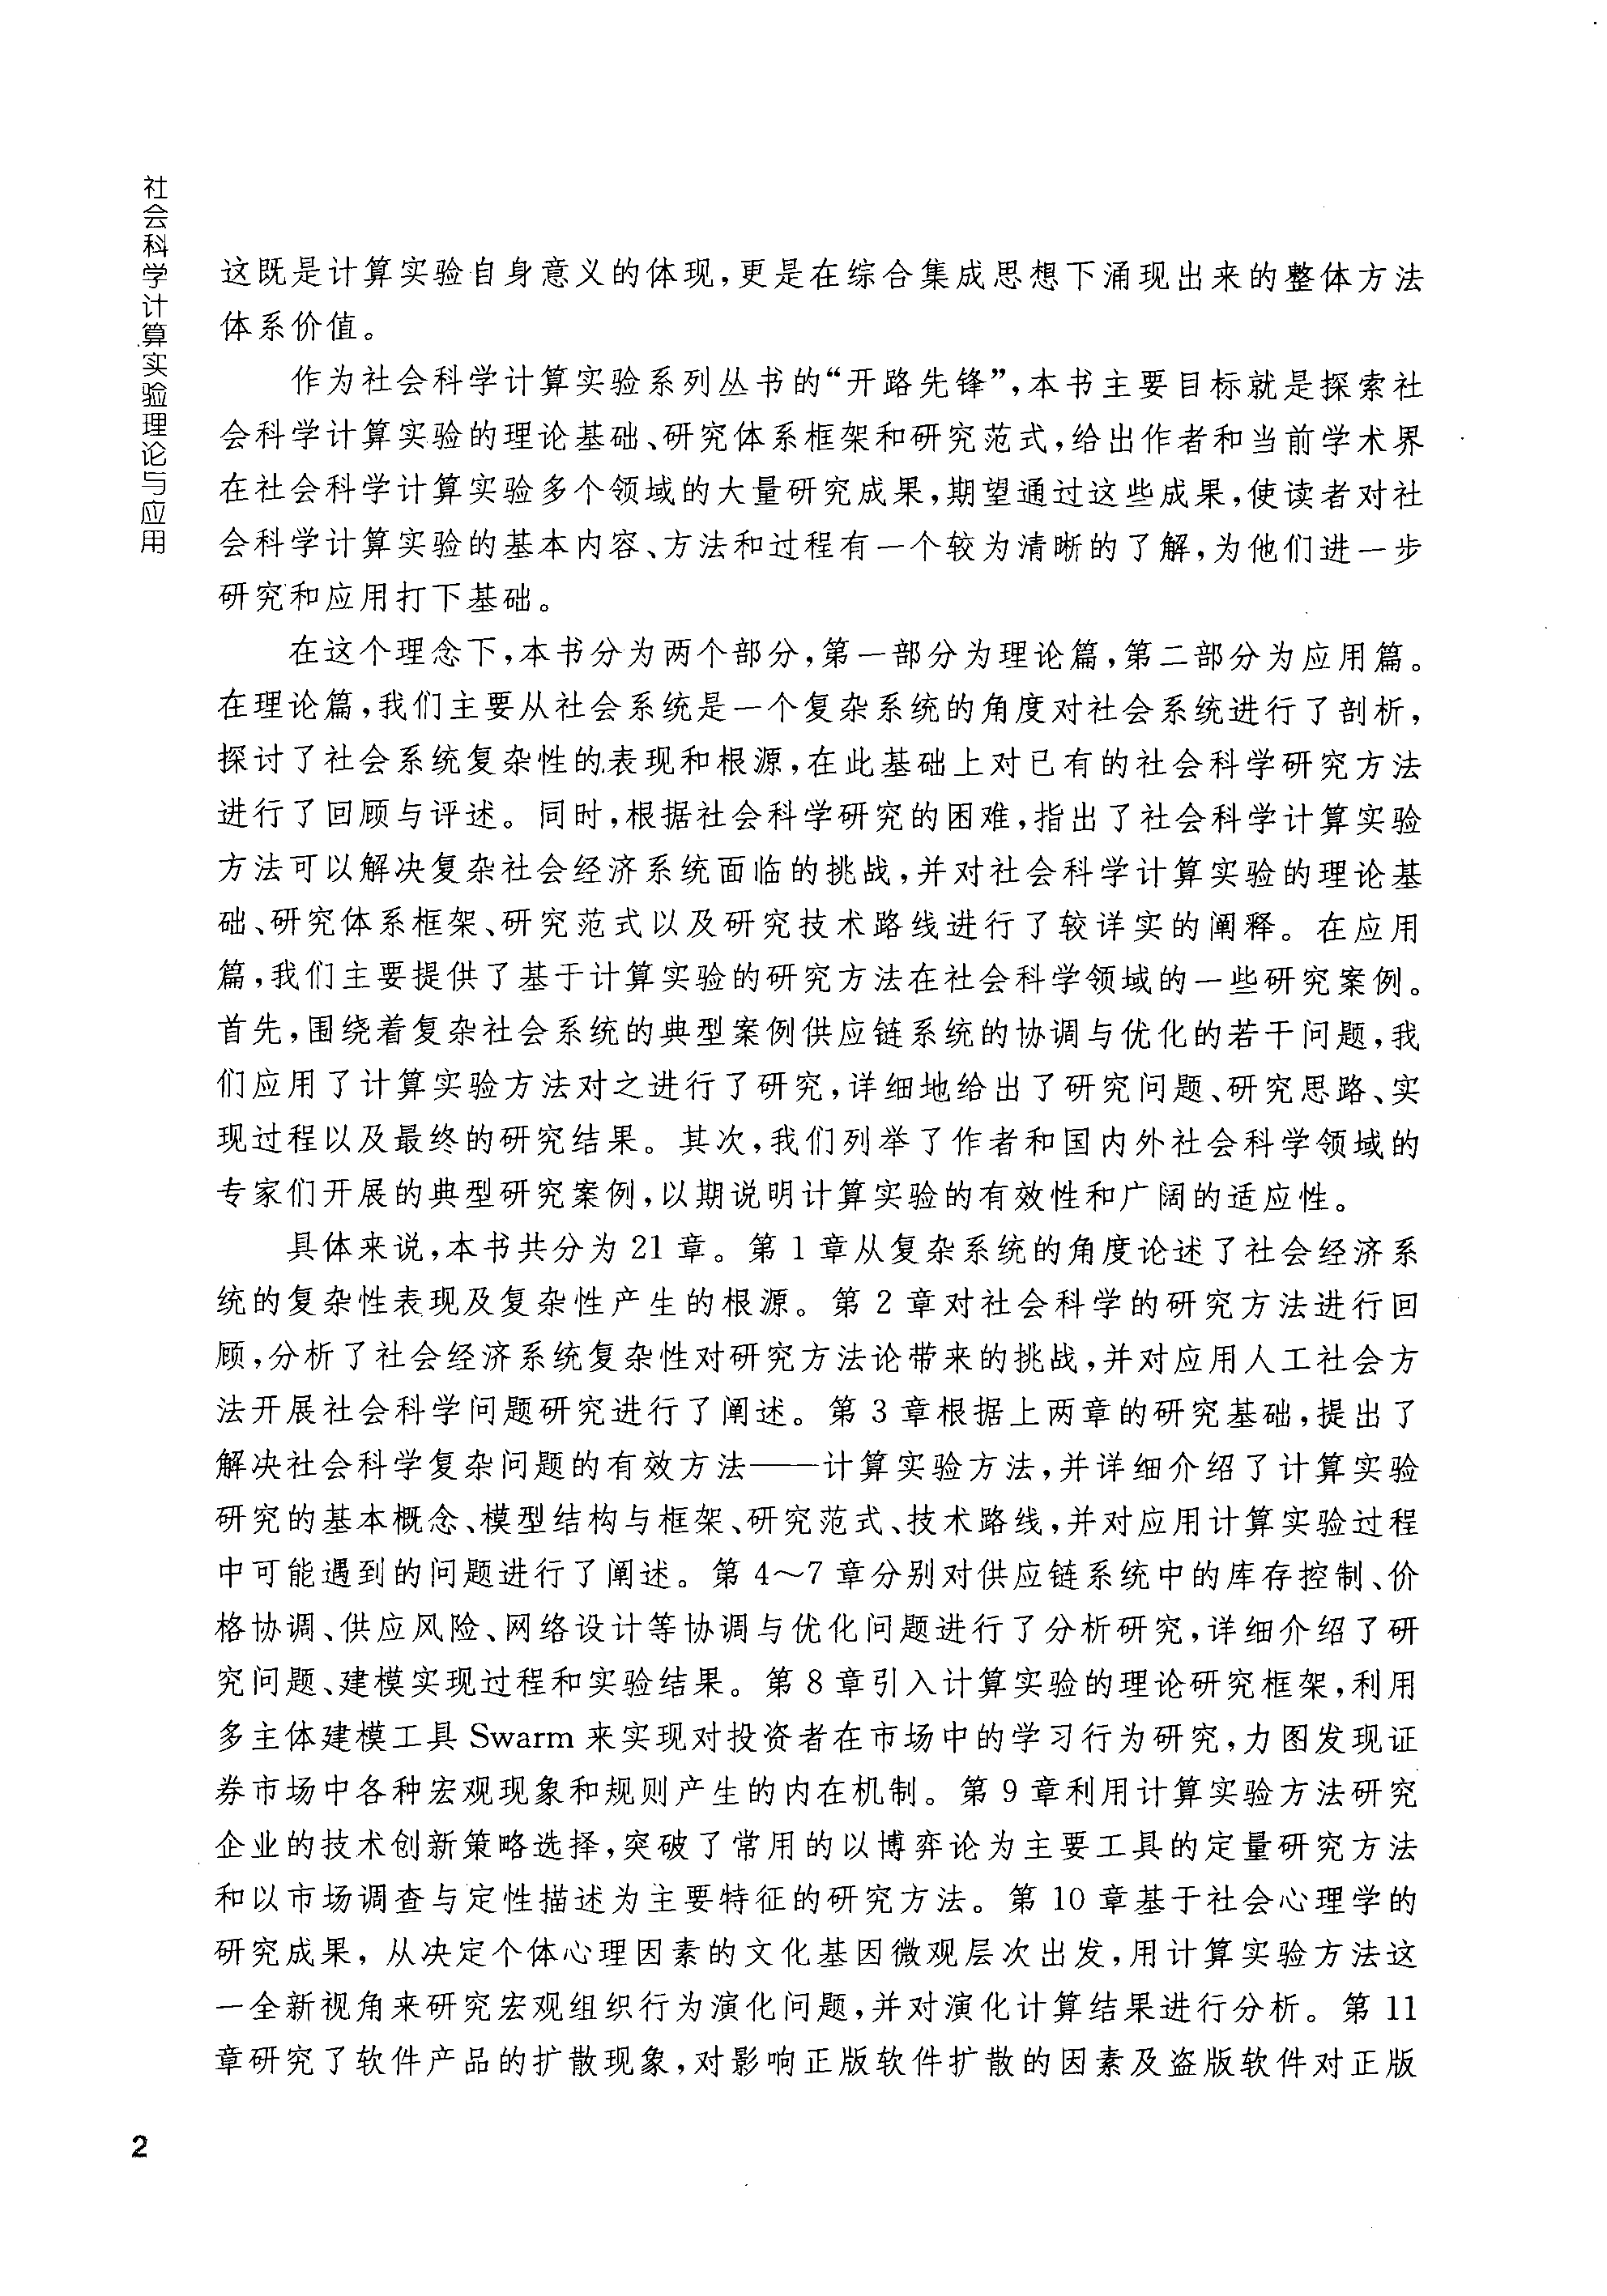 社会科学计算实验理论与应用
这既是计算实验自身意义的体现，更是在综合集成思想下涌现出来的整体方法
体系价值。
作为社会科学计算实验系列丛书的“开路先锋”，本书主要目标就是探索社
会科学计算实验的理论基础、研究体系框架和研究范式，给出作者和当前学术界
在社会科学计算实验多个领域的大量研究成果，期望通过这些成果，使读者对社
会科学计算实验的基本内容、方法和过程有一个较为清晰的了解，为他们进一步
研究和应用打下基础。
在这个理念下，本书分为两个部分，第一部分为理论篇，第二部分为应用篇。
在理论篇，我们主要从社会系统是一个复杂系统的角度对社会系统进行了剖析，
探讨了社会系统复杂性的表现和根源，在此基础上对已有的社会科学研究方法
进行了回顾与评述。同时，根据社会科学研究的困难，指出了社会科学计算实验
方法可以解决复杂社会经济系统面临的挑战，并对社会科学计算实验的理论基
础、研究体系框架、研究范式以及研究技术路线进行了较详实的阐释。在应用
篇，我们主要提供了基于计算实验的研究方法在社会科学领域的一些研究案例。
首先，围绕着复杂社会系统的典型案例供应链系统的协调与优化的若干问题，我
们应用了计算实验方法对之进行了研究，详细地给出了研究问题、研究思路、实
现过程以及最终的研究结果。其次，我们列举了作者和国内外社会科学领域的
专家们开展的典型研究案例，以期说明计算实验的有效性和广阔的适应性。
具体来说，本书共分为 21 章。第 1 章从复杂系统的角度论述了社会经济系
统的复杂性表现及复杂性产生的根源。第 2 章对社会科学的研究方法进行回
顾，分析了社会经济系统复杂性对研究方法论带来的挑战，并对应用人工社会方
法开展社会科学问题研究进行了阐述。第 3 章根据上两章的研究基础，提出了
解决社会科学复杂问题的有效方法——计算实验方法，并详细介绍了计算实验
研究的基本概念、模型结构与框架、研究范式、技术路线，并对应用计算实验过程
中可能遇到的问题进行了阐述。第 4～7 章分别对供应链系统中的库存控制、价
格协调、供应风险、网络设计等协调与优化问题进行了分析研究，详细介绍了研
究问题、建模实现过程和实验结果。第 8 章引入计算实验的理论研究框架，利用
多主体建模工具 Swarm 来实现对投资者在市场中的学习行为研究，力图发现证
券市场中各种宏观现象和规则产生的内在机制。第 9 章利用计算实验方法研究
企业的技术创新策略选择，突破了常用的以博弈论为主要工具的定量研究方法
和以市场调查与定性描述为主要特征的研究方法。第 10 章基于社会心理学的
研究成果，从决定个体心理因素的文化基因微观层次出发，用计算实验方法这
一全新视角来研究宏观组织行为演化问题，并对演化计算结果进行分析。第 11
章研究了软件产品的扩散现象，对影响正版软件扩散的因素及盗版软件对正版
2